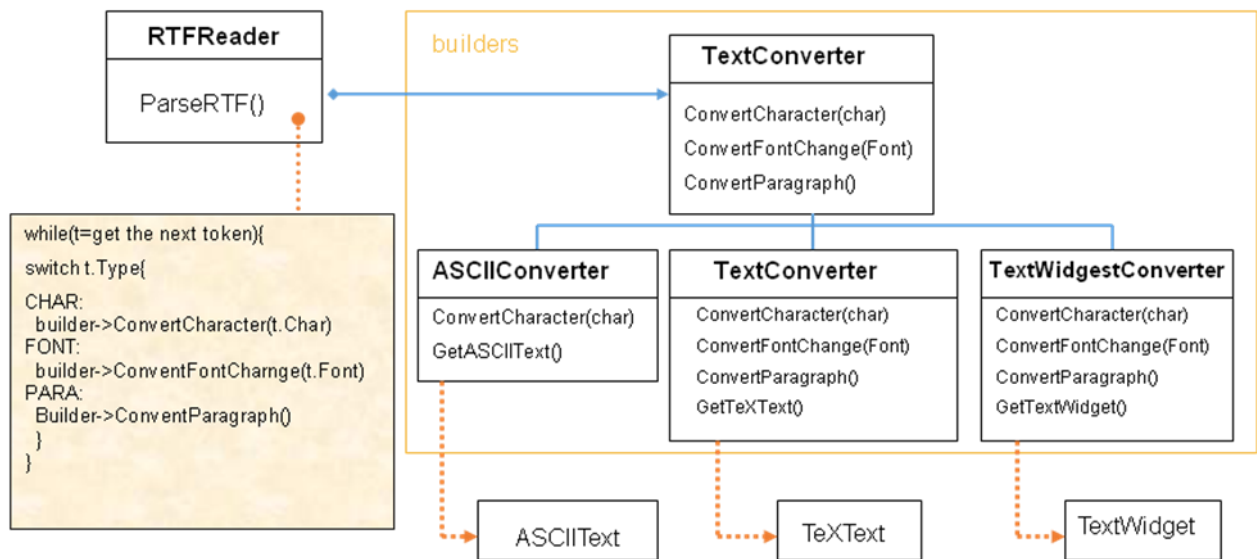 RTFReader
ParseRTF()
builders
TextConverter
ConvertCharacter(char)
ConvertFontChange(Font)
ConvertParagraph()
while(t=get the next token){
switch t.Type{
CHAR:
builder->ConvertCharacter(t.Char)
FONT:
builder->ConventFontCharnge(t.Font)
PARA:
Builder->ConventParagraph()
}
}
ASCIIConverter
ConvertCharacter(char)
GetASCIIText()
TextConverter
ConvertCharacter(char)
ConvertFontChange(Font)
ConvertParagraph()
GetTeXText()
TextWidgestConverter
ConvertCharacter(char)
ConvertFontChange(Font)
ConvertParagraph()
GetTextWidget()
ASCIIText
TeXText
TextWidget